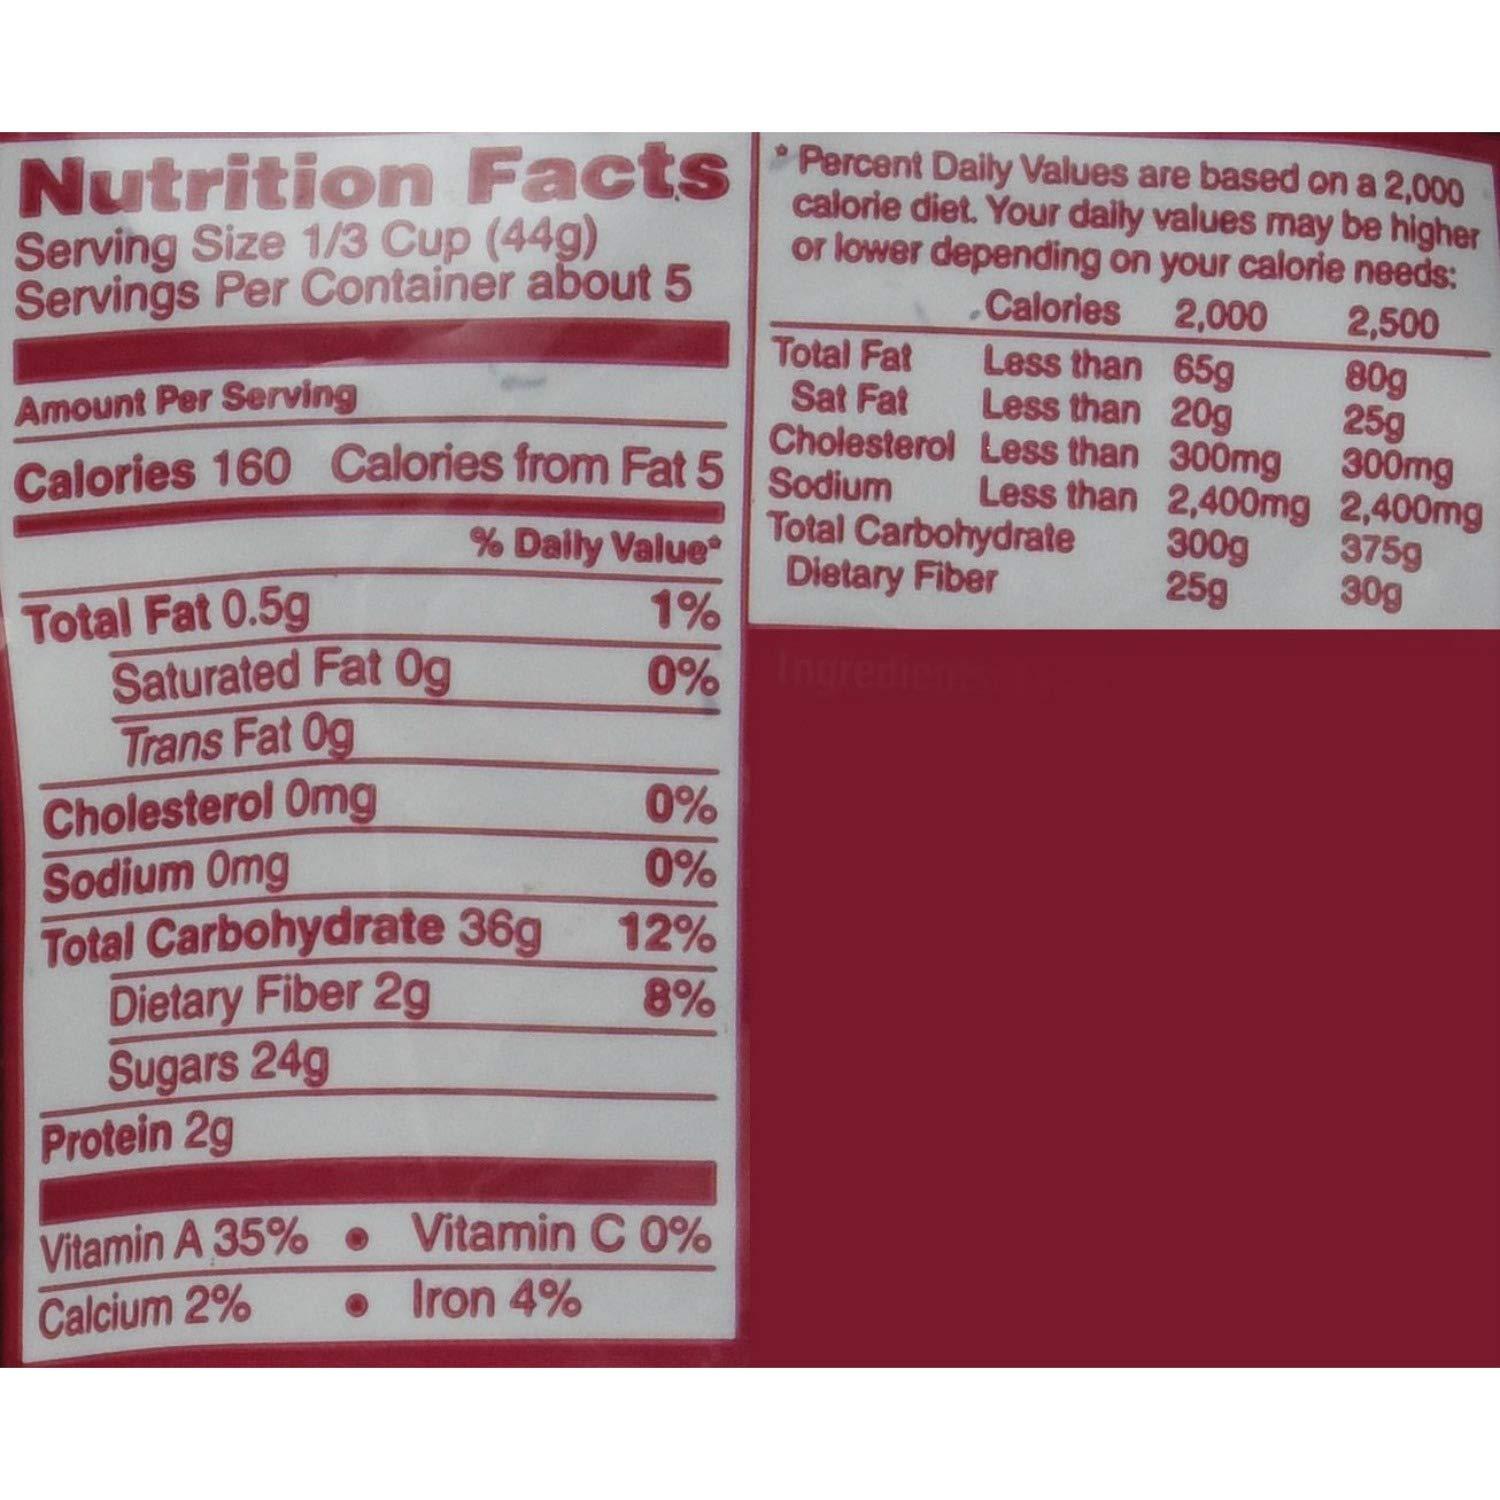 Nutrition Facts
Serving Size 1/3 Cup (44g)
Servings Per Container about 5
Amount Per Serving
Calories 160 Calories from Fat 5
% Daily Value*
Total Fat 0.5g 1%
Saturated Fat 0g 0%
Trans Fat 0g
Cholesterol 0mg 0%
Sodium 0mg 0%
Total Carbohydrate 36g 12%
Dietary Fiber 2g 8%
Sugars 24g
Protein 2g
Vitamin A 35% • Vitamin C 0%
Calcium 2% • Iron 4%
* Percent Daily Values are based on a 2,000
calorie diet. Your daily values may be higher
or lower depending on your calorie needs:
Calories 2,000 2,500
Total Fat Less than 65g 80g
Sat Fat Less than 20g 25g
Cholesterol Less than 300mg 300mg
Sodium Less than 2,400mg 2,400mg
Total Carbohydrate 300g 375g
Dietary Fiber 25g 30g